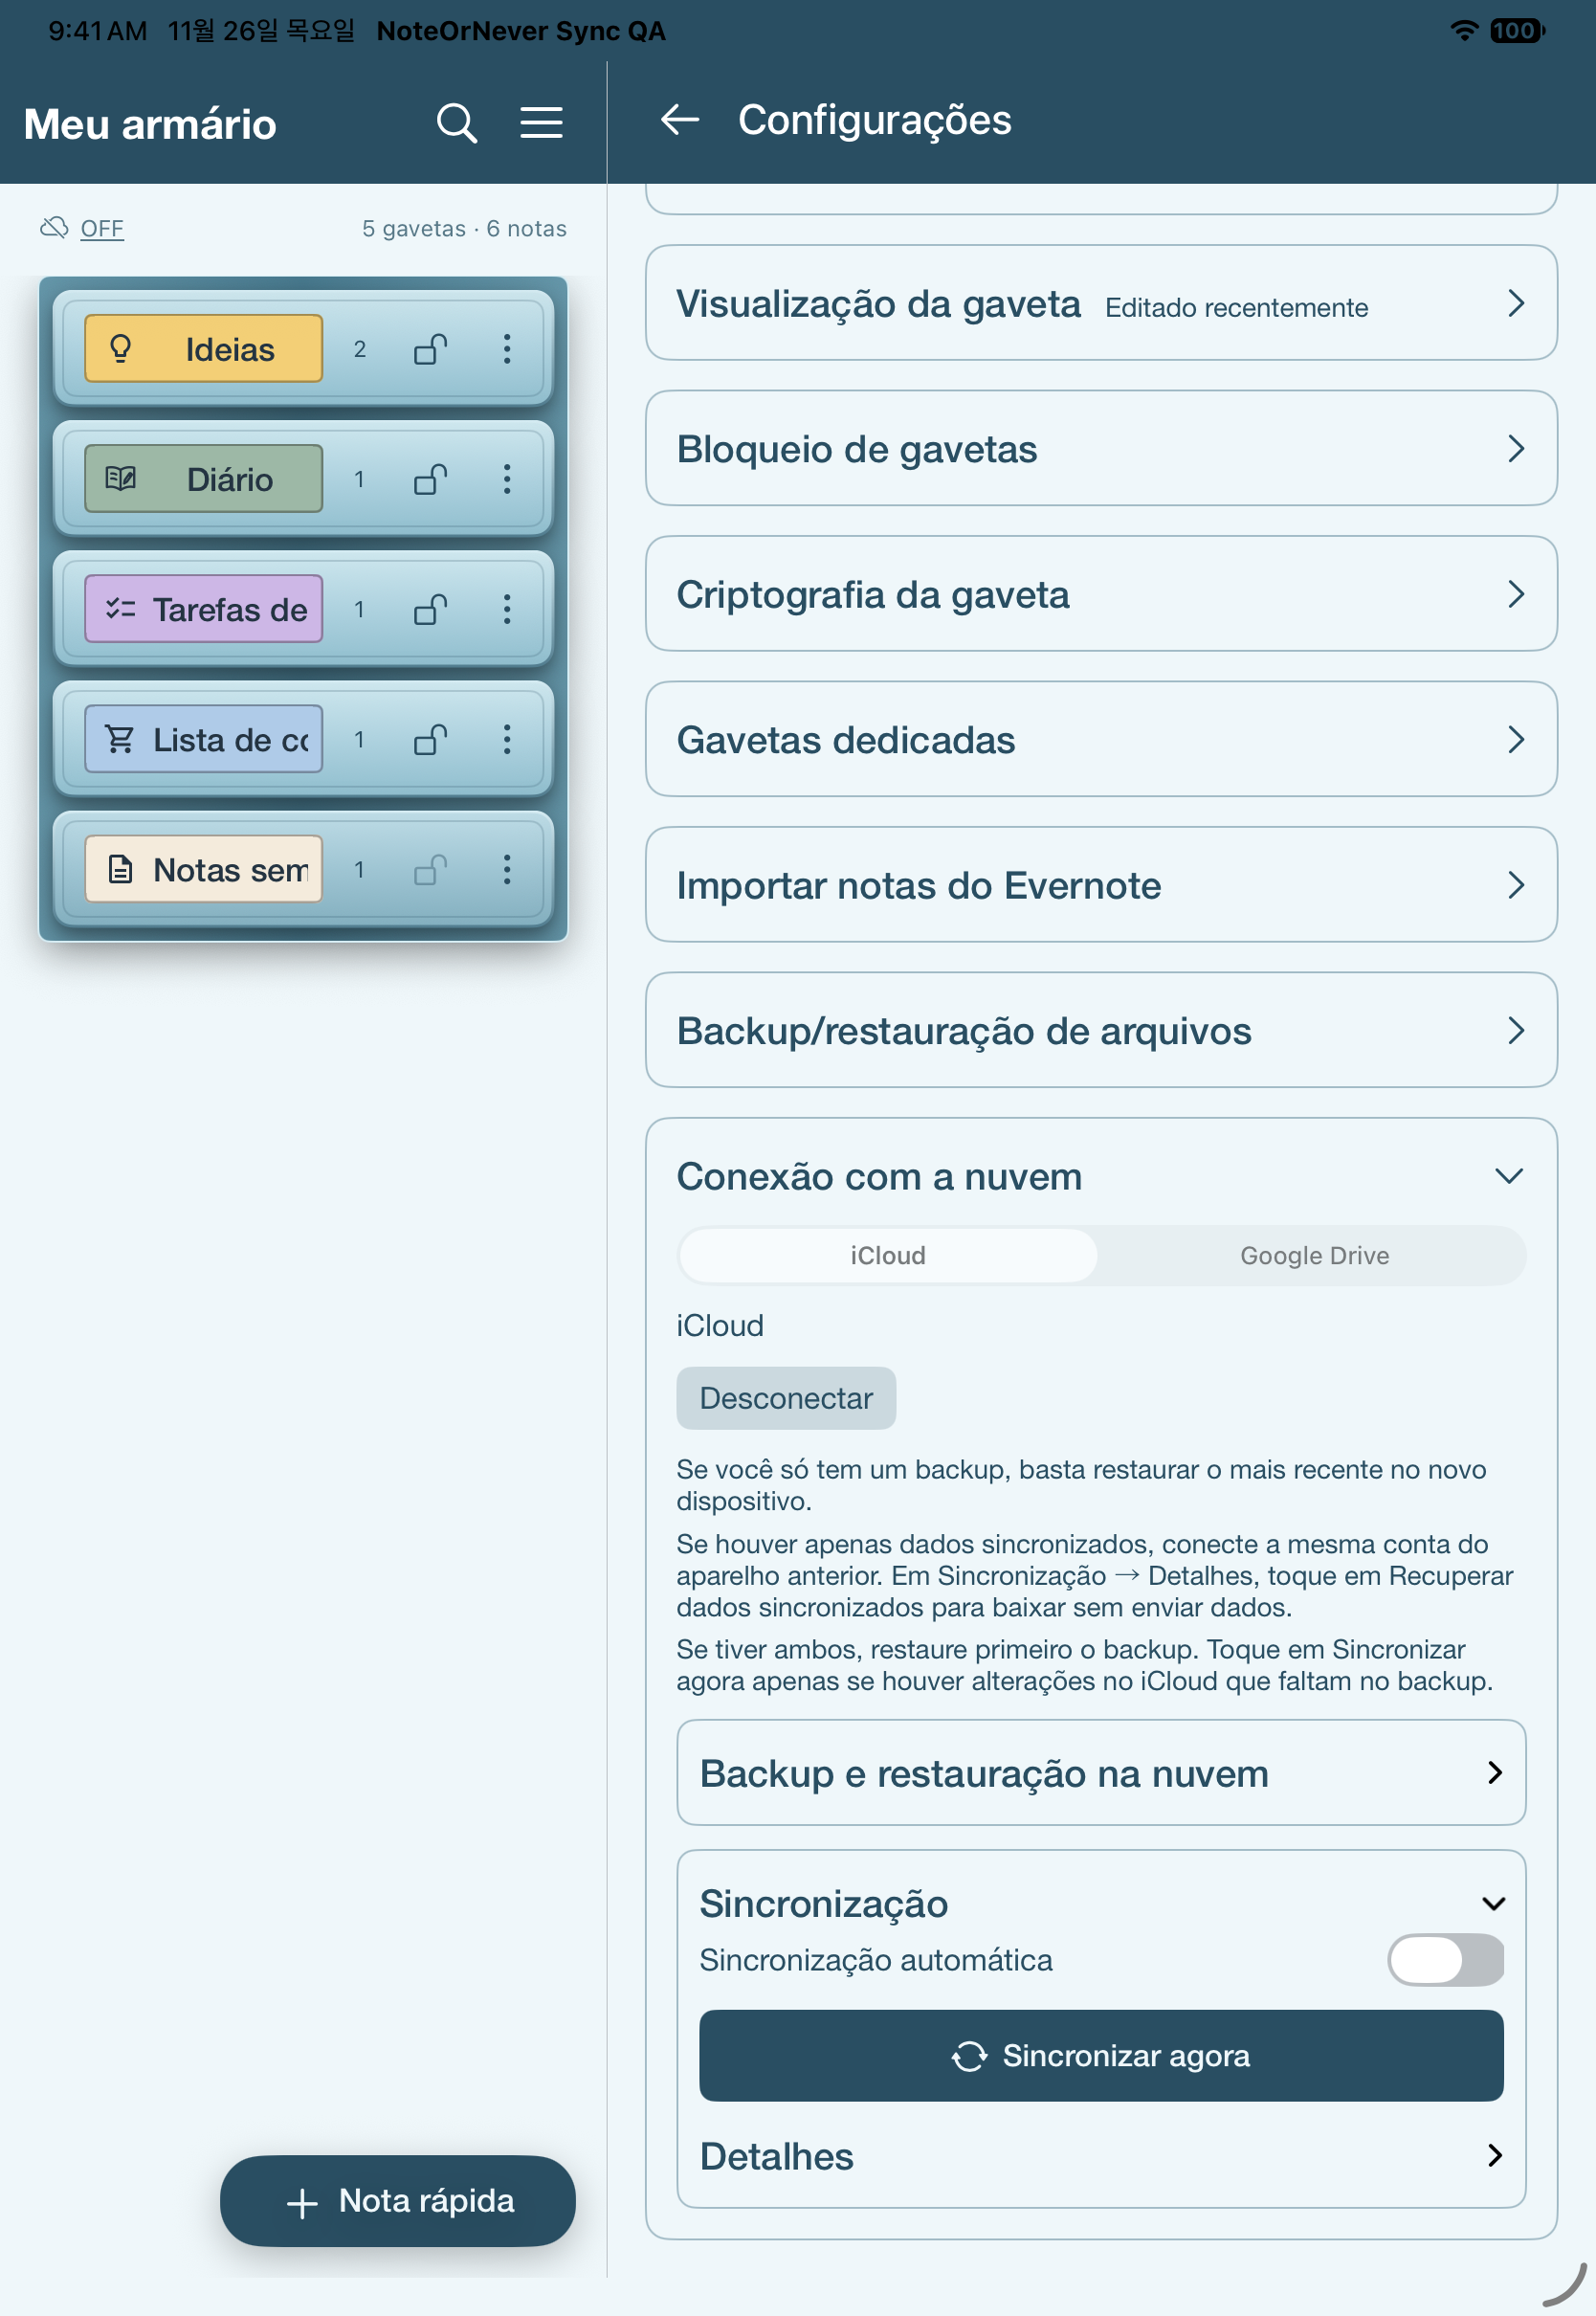 9:41 AM 11월 26일 목요일 NoteOrNever Sync QA
100
Meu armário
OFF
5 gavetas · 6 notas
Ideias 2
Diário 1
Tarefas de 1
Lista de 1
Notas sem 1
+ Nota rápida
Configurações
Visualização da gaveta Editado recentemente
Bloqueio de gavetas
Criptografia da gaveta
Gavetas dedicadas
Importar notas do Evernote
Backup/restauração de arquivos
Conexão com a nuvem
iCloud Google Drive
iCloud
Desconectar
Se você só tem um backup, basta restaurar o mais recente no novo
dispositivo.
Se houver apenas dados sincronizados, conecte a mesma conta do
aparelho anterior. Em Sincronização → Detalhes, toque em Recuperar
dados sincronizados para baixar sem enviar dados.
Se tiver ambos, restaure primeiro o backup. Toque em Sincronizar
agora apenas se houver alterações no iCloud que faltam no backup.
Backup e restauração na nuvem
Sincronização
Sincronização automática
Sincronizar agora
Detalhes